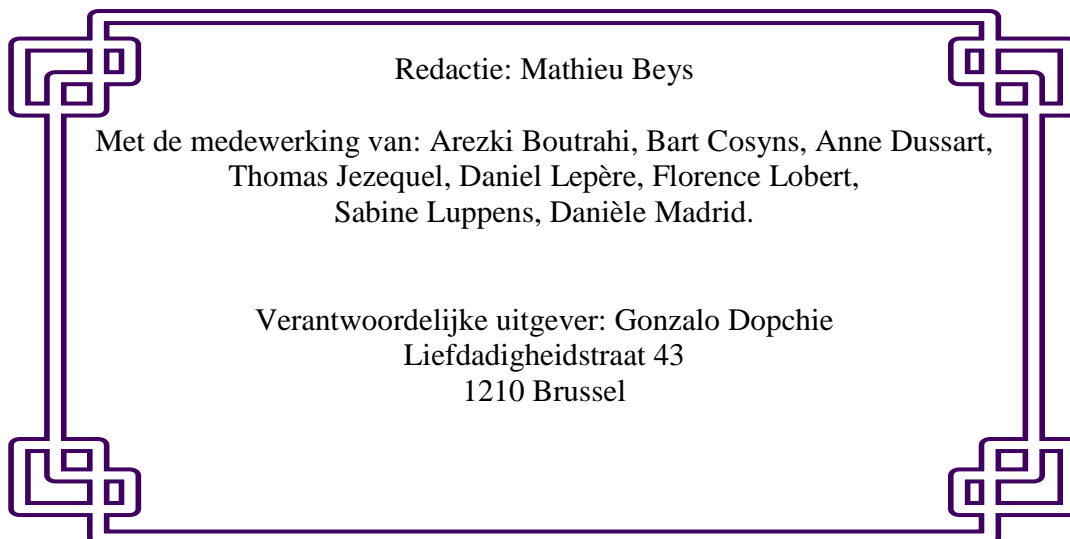 Redactie: Mathieu Beys
Met de medewerking van: Arezki Boutrahi, Bart Cosyns, Anne Dussart,
Thomas Jezequel, Daniel Lepère, Florence Lobert,
Sabine Luppens, Danièle Madrid.
Verantwoordelijke uitgever: Gonzalo Dopchie
Liefdadigheidstraat 43
1210 Brussel